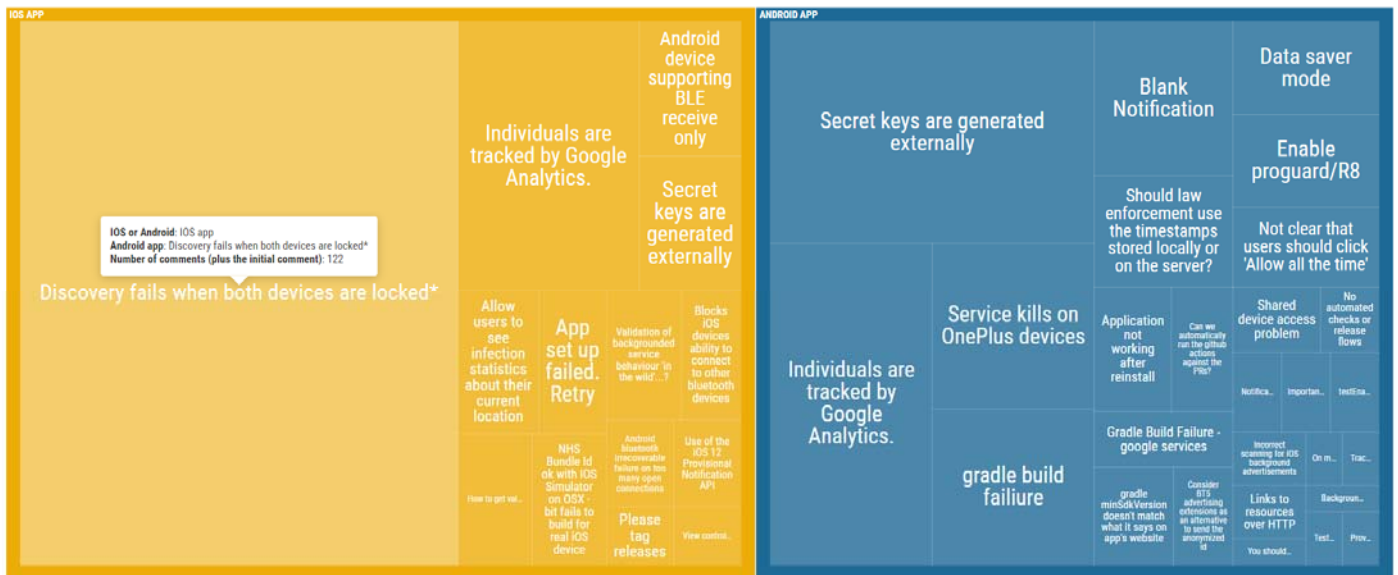 IOS APP
Discovery fails when both devices are locked*
IOS or Android: IOS app
Android app: Discovery fails when both devices are locked*
Number of comments (plus the initial comment): 122
Individuals are
tracked by Google
Analytics.
Android
device
supporting
BLE
receive
only
Secret
keys are
generated
externally
Allow
users to
see
infection
statistics
about their
current
location
App
set up
failed.
Retry
Validation of
backgrounded
service
behaviour 'in
the wild'...?
Blocks
iOS
devices
ability to
connect
to other
bluetooth
devices
How to get val...
NHS
Bundle Id
ok with IOS
Simulator
on OSX -
bit fails to
build for
real iOS
device
Android
bluetooth
irrecoverable
failure on too
many open
connections
Use of the
iOS 12
Provisional
Notification
API
Please
tag
releases
View control...
ANDROID APP
Secret keys are generated
externally
Individuals are
tracked by
Google
Analytics.
Service kills on
OnePlus devices
gradle build
failiure
Blank
Notification
Data saver
mode
Enable
proguard/R8
Should law
enforcement use
the timestamps
stored locally or
on the server?
Not clear that
users should click
'Allow all the time'
Application
not
working
after
reinstall
Can we
automatically
run the github
actions
against the
PRs?
Shared
device access
problem
No
automated
checks or
release
flows
Notifica...
Importan...
testEna...
Gradle Build Failure -
google services
Incorrect
scanning for iOS
background
advertisements
On m...
Trac...
gradle
minSdkVersion
doesn't match
what it says on
app's website
Consider
BT5
advertising
extensions as
an alternative
to send the
anonymized
id
Links to
resources
over HTTP
Backgroun...
You should...
Test...
Prov...